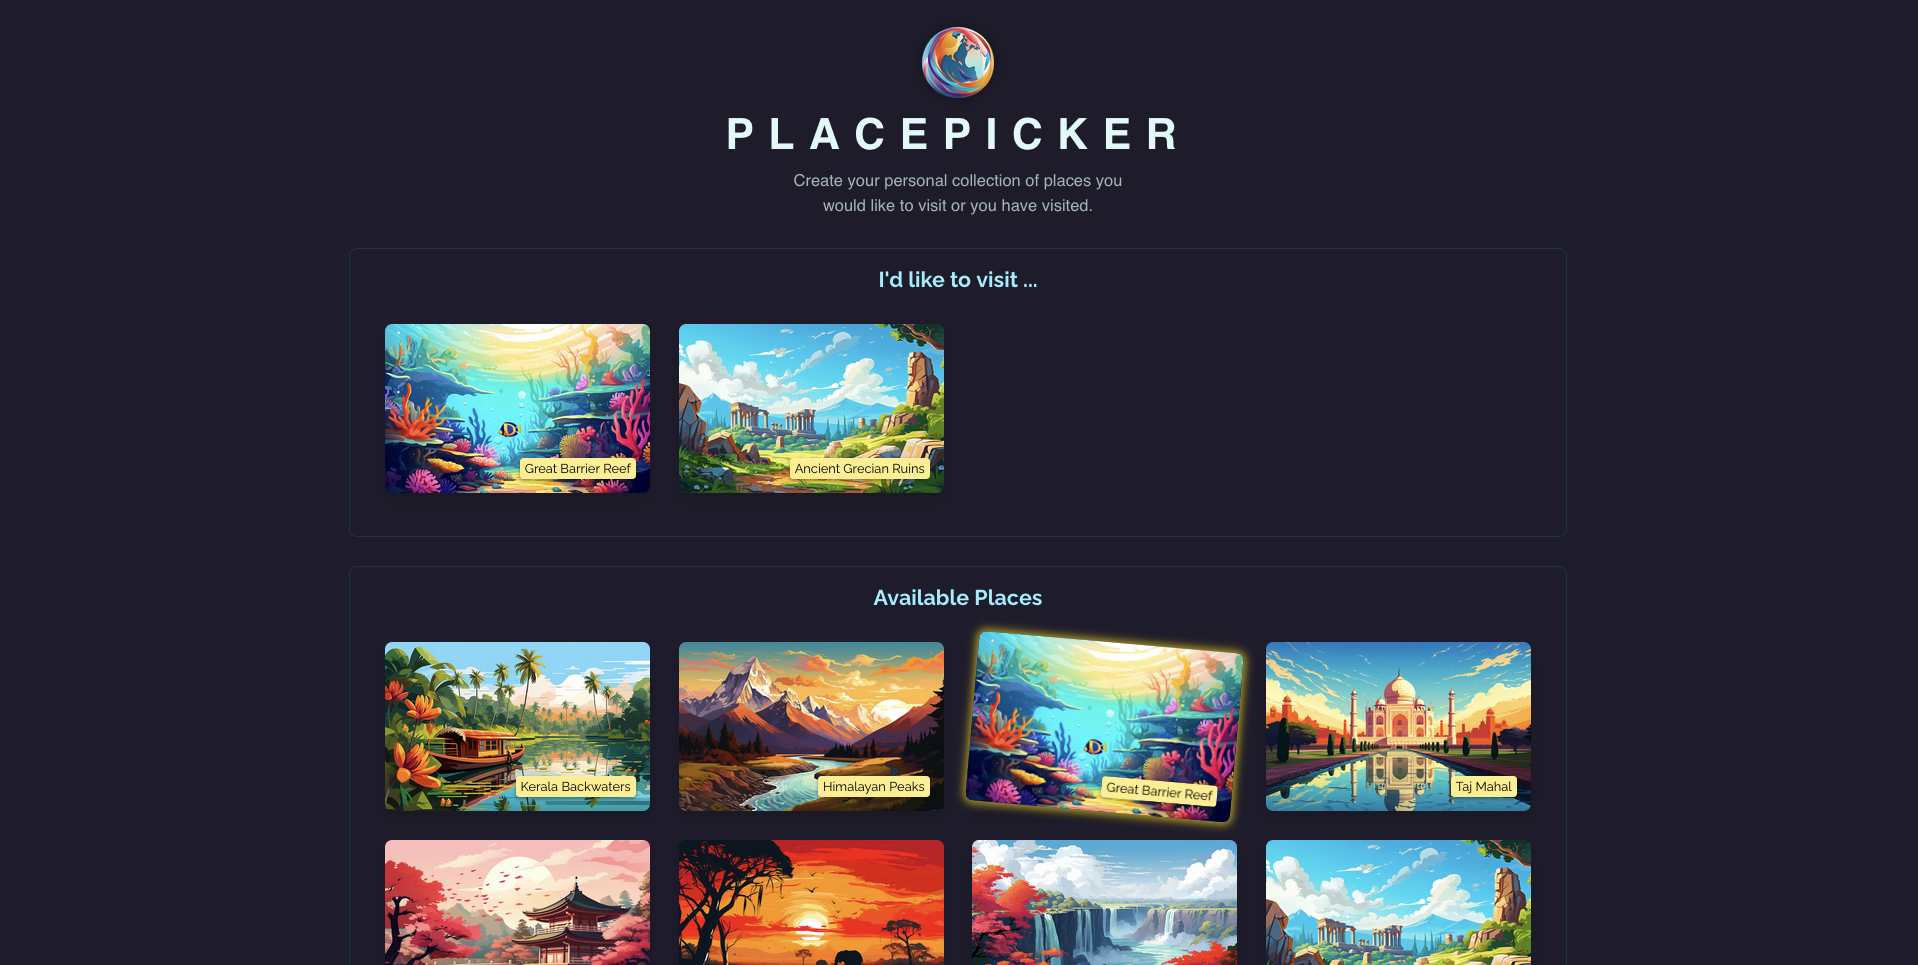 PLACEPICKER
Create your personal collection of places you
would like to visit or you have visited.
I'd like to visit ...
Great Barrier Reef
Ancient Grecian Ruins
Available Places
Kerala Backwaters
Himalayan Peaks
Great Barrier Reef
Taj Mahal